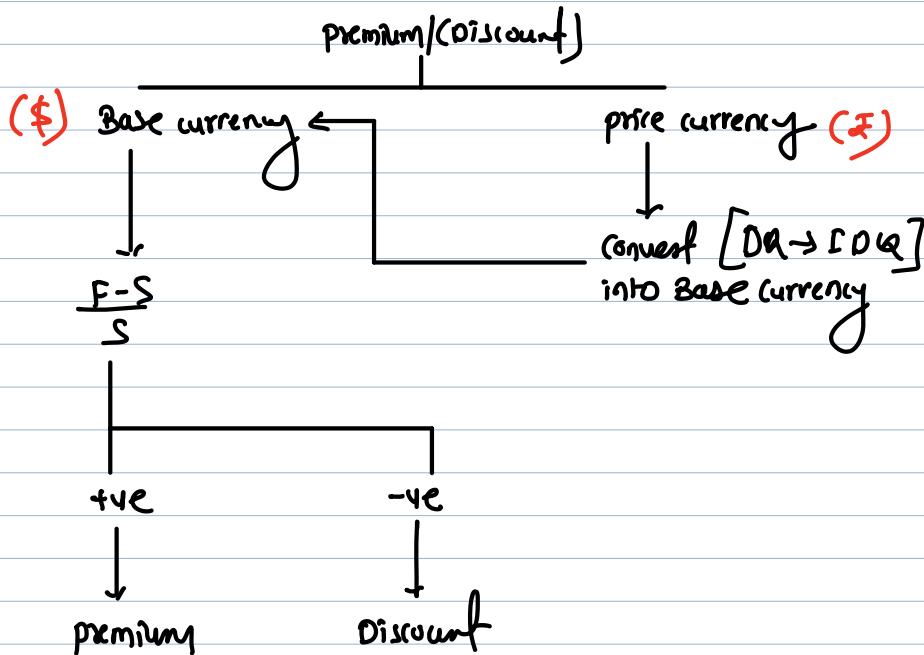 premium/(Discount)
($) Base currency
price currency (₹)
Convert [DQ→IDQ]
into Base Currency
F-S
S
+ve
-ve
premium
Discount